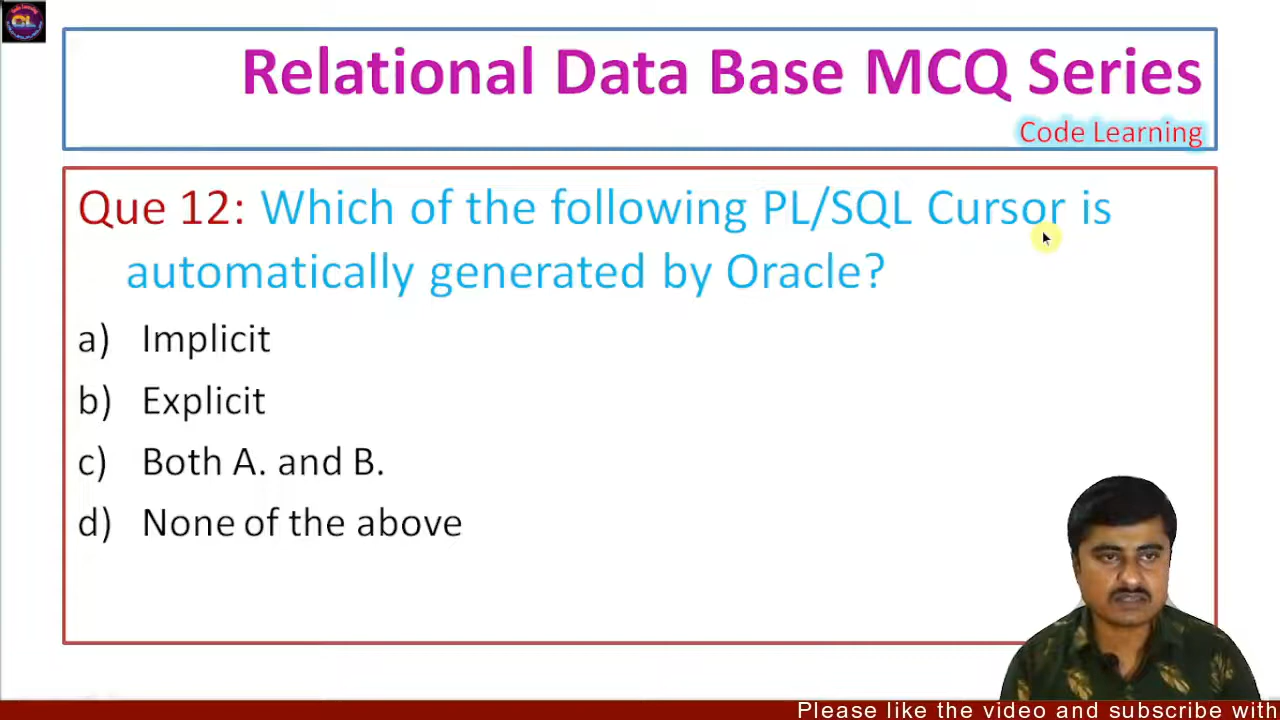 Relational Data Base MCQ Series
Code Learning
Que 12: Which of the following PL/SQL Cursor is
automatically generated by Oracle?
a) Implicit
b) Explicit
c) Both A. and B.
d) None of the above
Please like the video and subscribe with